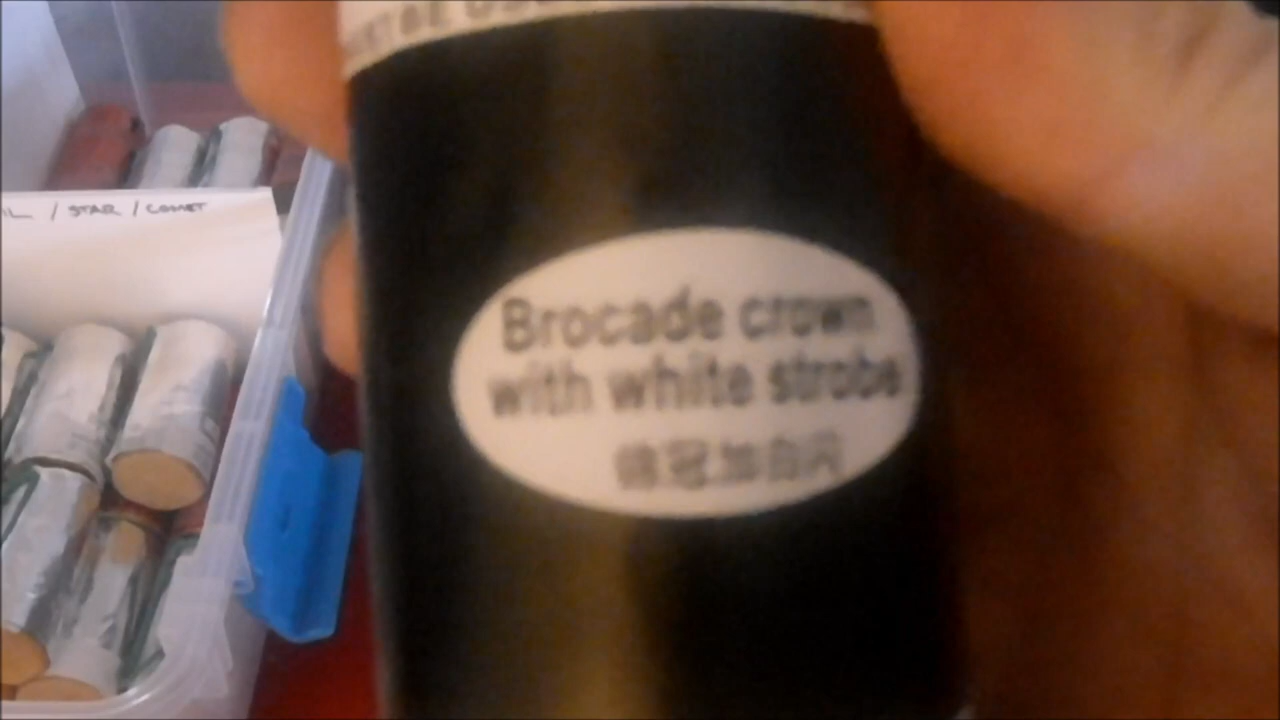 / STAR / COMET
Brocade crown
with white strobe
锦冠加白闪